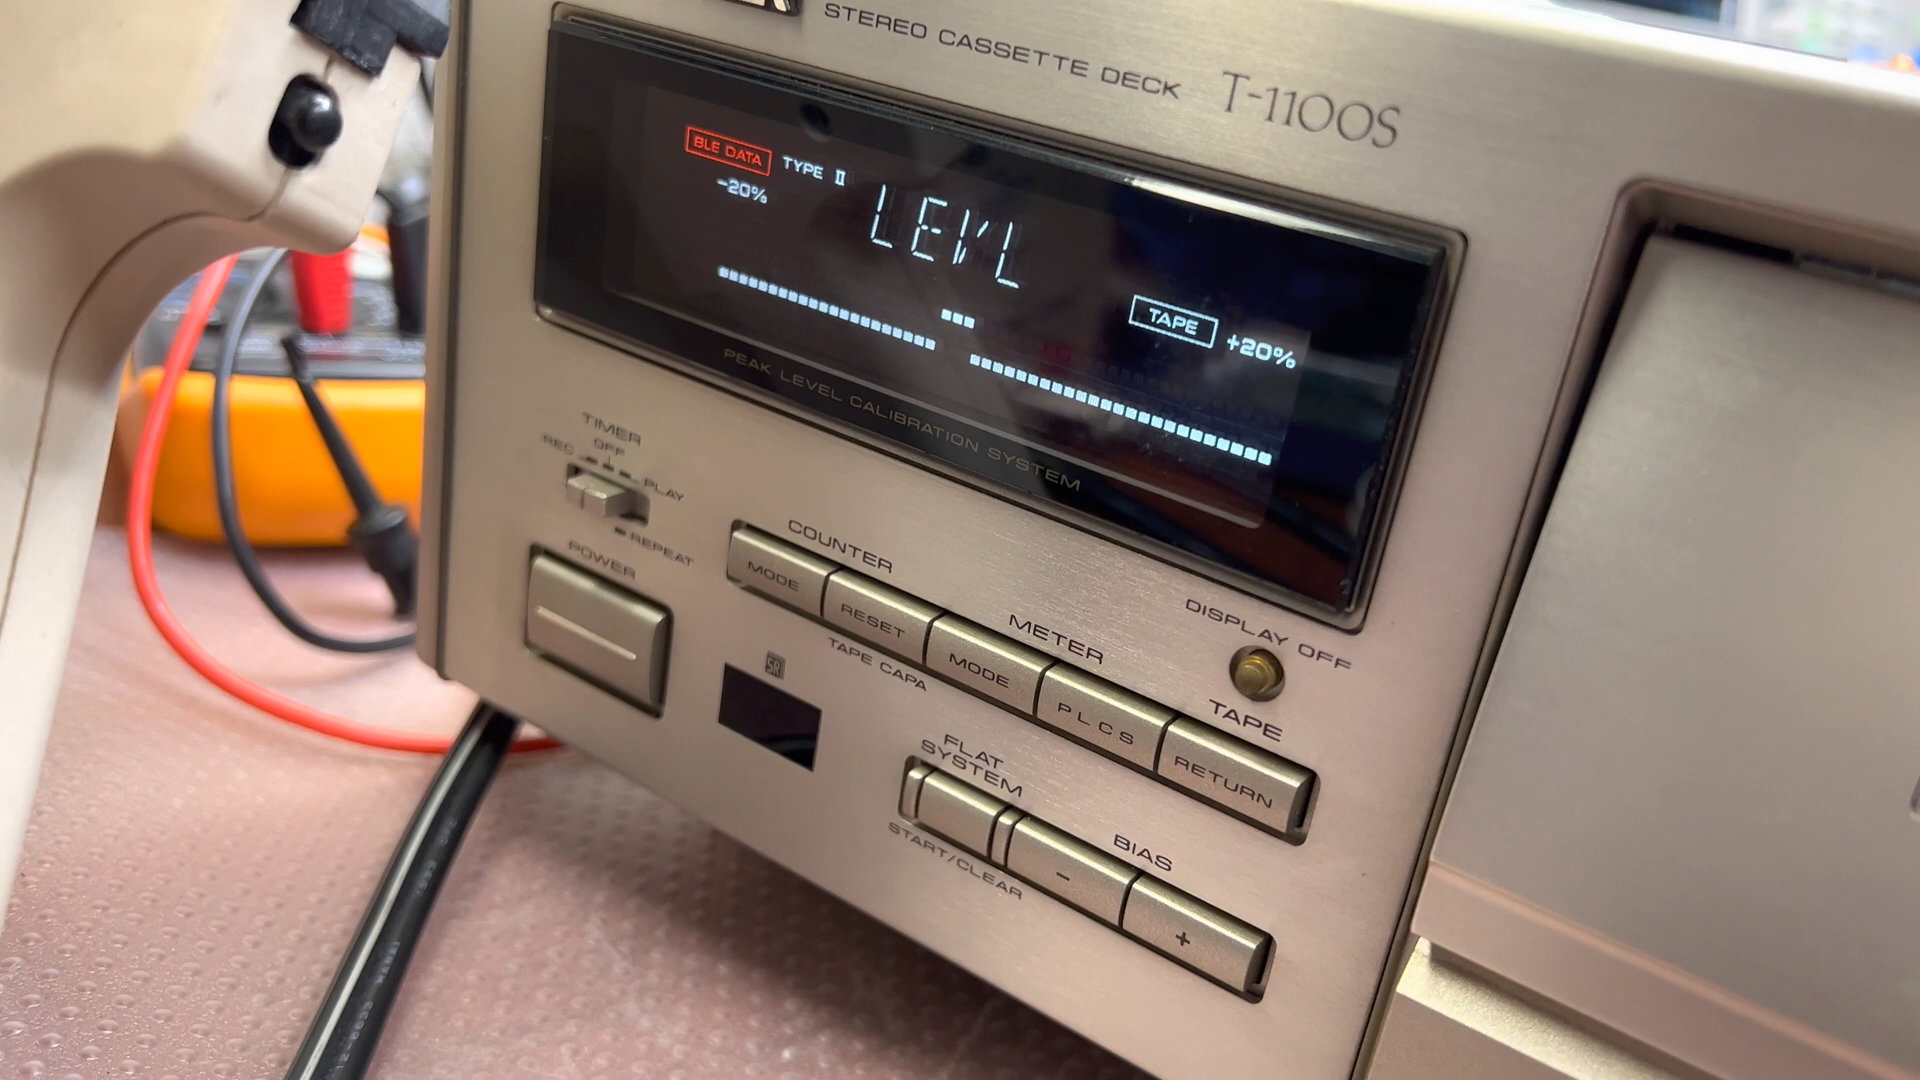 STEREO CASSETTE DECK T-1100S
BLE DATA TYPE II
-20%
LEVL
TAPE +20%
PEAK LEVEL CALIBRATION SYSTEM
TIMER
REC OFF PLAY
REPEAT
POWER
COUNTER
MODE RESET
TAPE CAPA
METER
MODE PLCS
DISPLAY OFF
TAPE
RETURN
SR
FLAT
SYSTEM
START/CLEAR
BIAS
- +